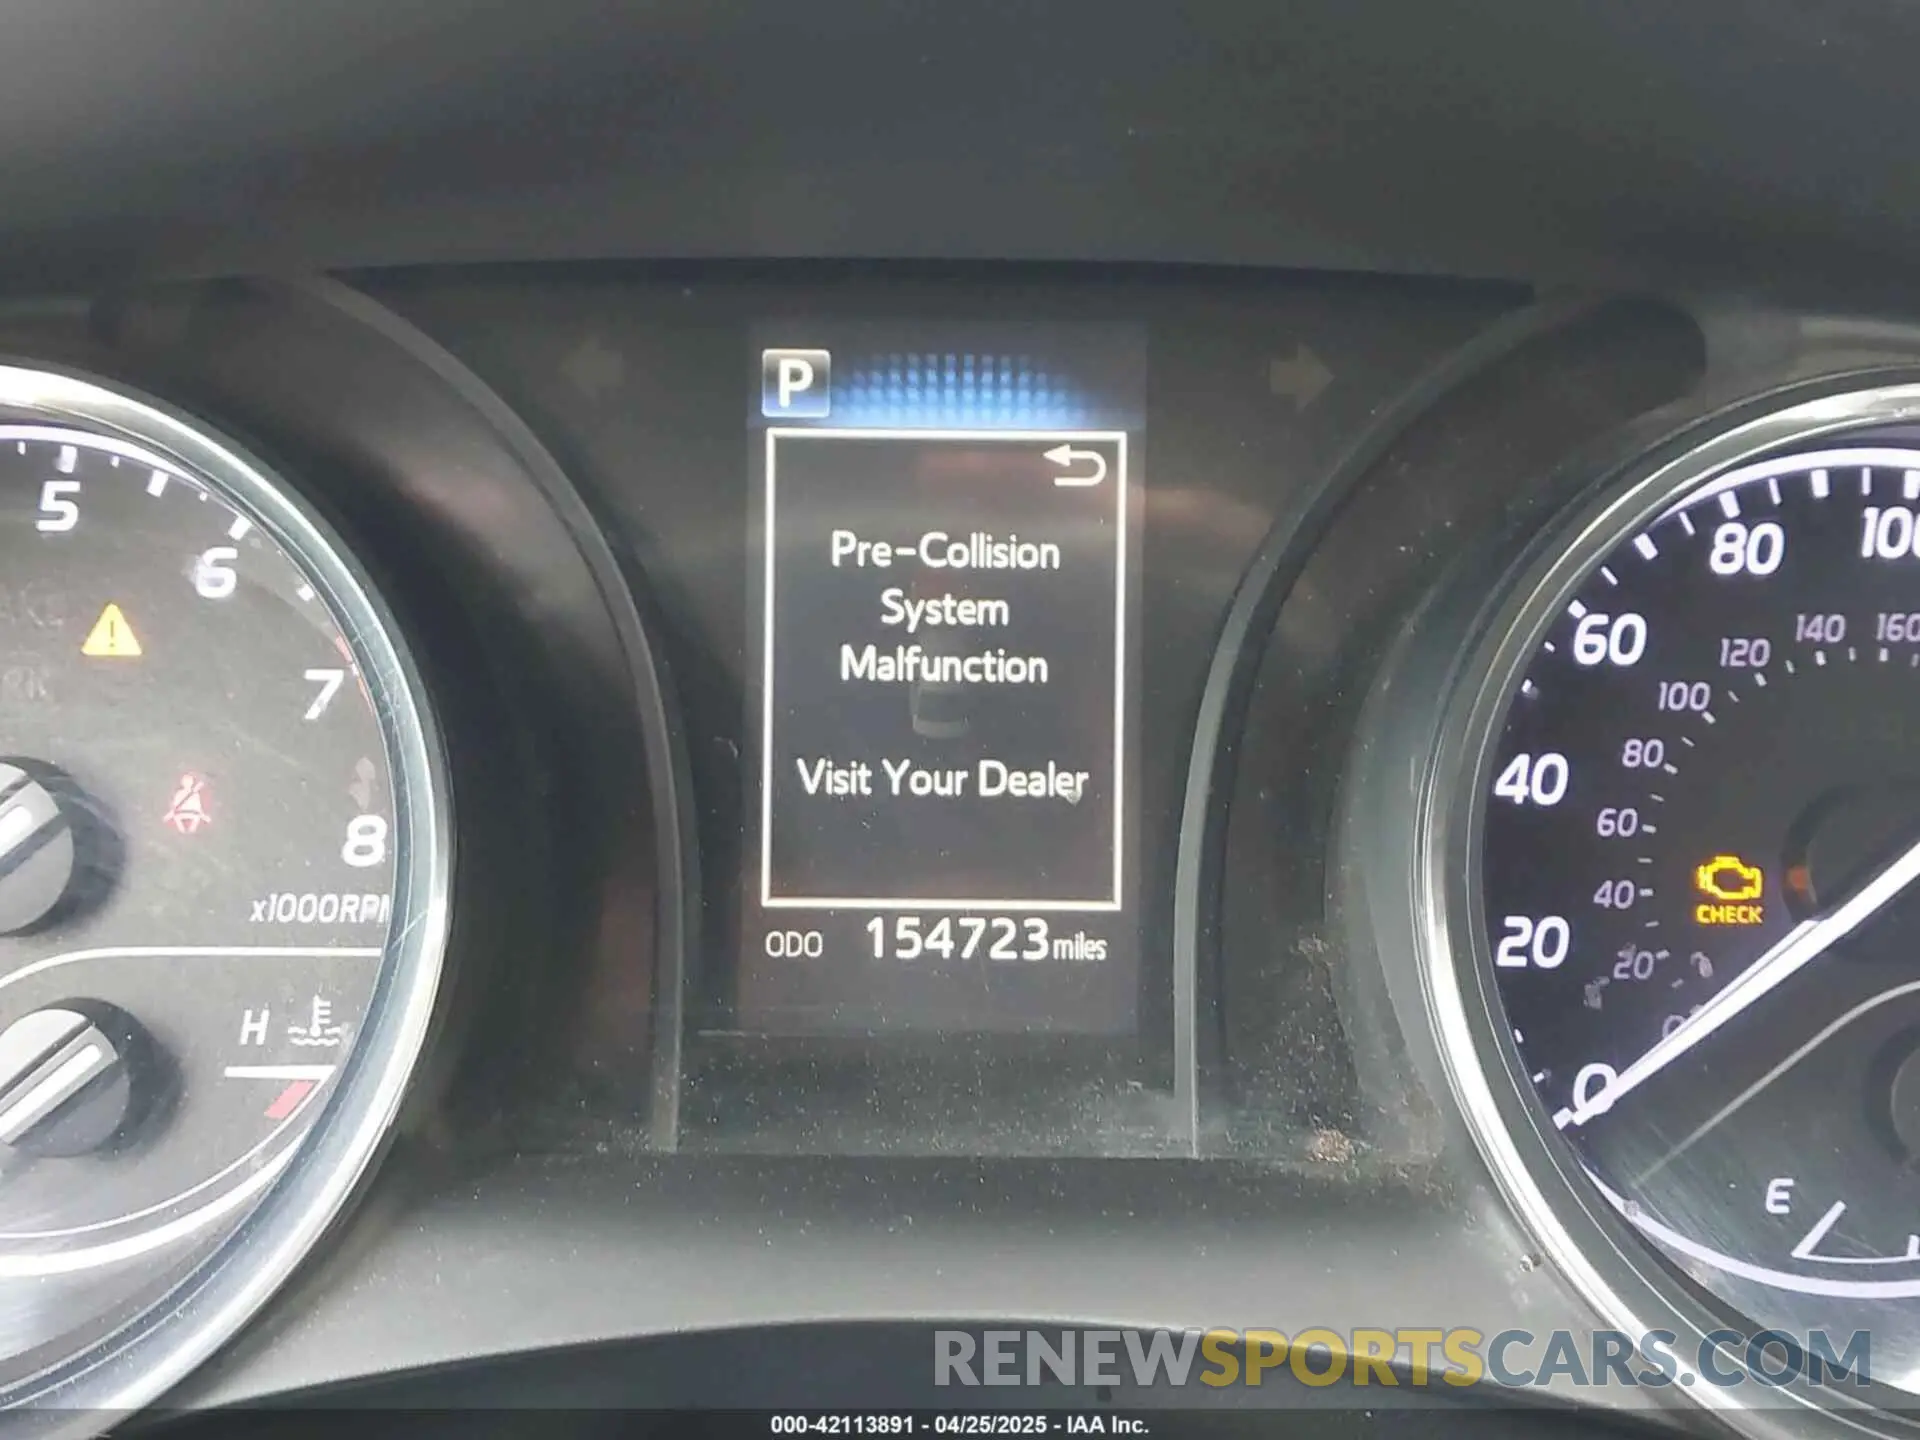 P
Pre-Collision
System
Malfunction
Visit Your Dealer
ODO 154723 miles
5
6
7
8
x1000RPM
H
100
80
60
40
20
0
160
140
120
100
80
60
40
20
CHECK
E
RENEWSPORTSCARS.COM
000-42113891 - 04/25/2025 - IAA Inc.